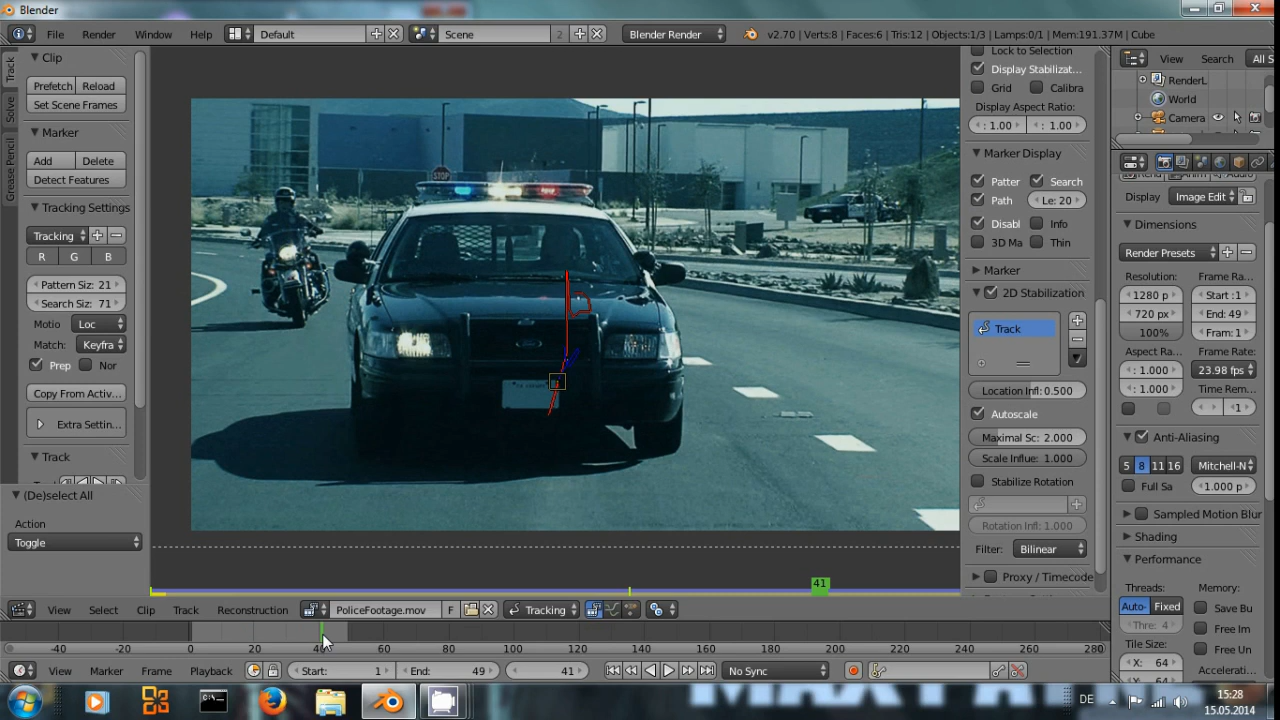 Blender
File Render Window Help Default Scene 2 Blender Render v2.70 | Verts:8 | Faces:6 | Tris:12 | Objects:1/3 | Lamps:0/1 | Mem:191.37M | Cube
Track
Solve
Grease Pencil
Clip
Prefetch Reload
Set Scene Frames
Marker
Add Delete
Detect Features
Tracking Settings
Tracking
R G B
Pattern Siz: 21
Search Siz: 71
Motio Loc
Match: Keyfra
Prep Nor
Copy From Activ...
Extra Settin...
Track
(De)select All
Action
Toggle
STOP
Lock to Selection
Display Stabilizat...
Grid Calibra
Display Aspect Ratio:
: 1.00 : 1.00
Marker Display
Patter Search
Path Le: 20
Disabl Info
3D Ma Thin
Marker
2D Stabilization
Track
Location Infl: 0.500
Autoscale
Maximal Sc: 2.000
Scale Influe: 1.000
Stabilize Rotation
Rotation Infl: 1.000
Filter: Bilinear
Proxy / Timecode
View Search All S
RenderL
World
Camera
Display Image Edit
Dimensions
Render Presets
Resolution: Frame Ra...
1280 p Start :1
720 px End: 49
100% Fram: 1
Aspect Ra... Frame Rate:
: 1.000 23.98 fps
: 1.000 Time Rem...
1
Anti-Aliasing
5 8 11 16 Mitchell-N
Full Sa 1.000 p
Sampled Motion Blur
Shading
Performance
Threads: Memory:
Auto- Fixed Save Bu
Thre: 4 Free Im
Tile Size: Free Un
X: 64 Accelerati...
41
View Select Clip Track Reconstruction PoliceFootage.mov F Tracking
-40 -20 0 20 40 60 80 100 120 140 160 180 200 220 240 260 280
View Marker Frame Playback Start: 1 End: 49 41 No Sync
DE 15:28
15.05.2014